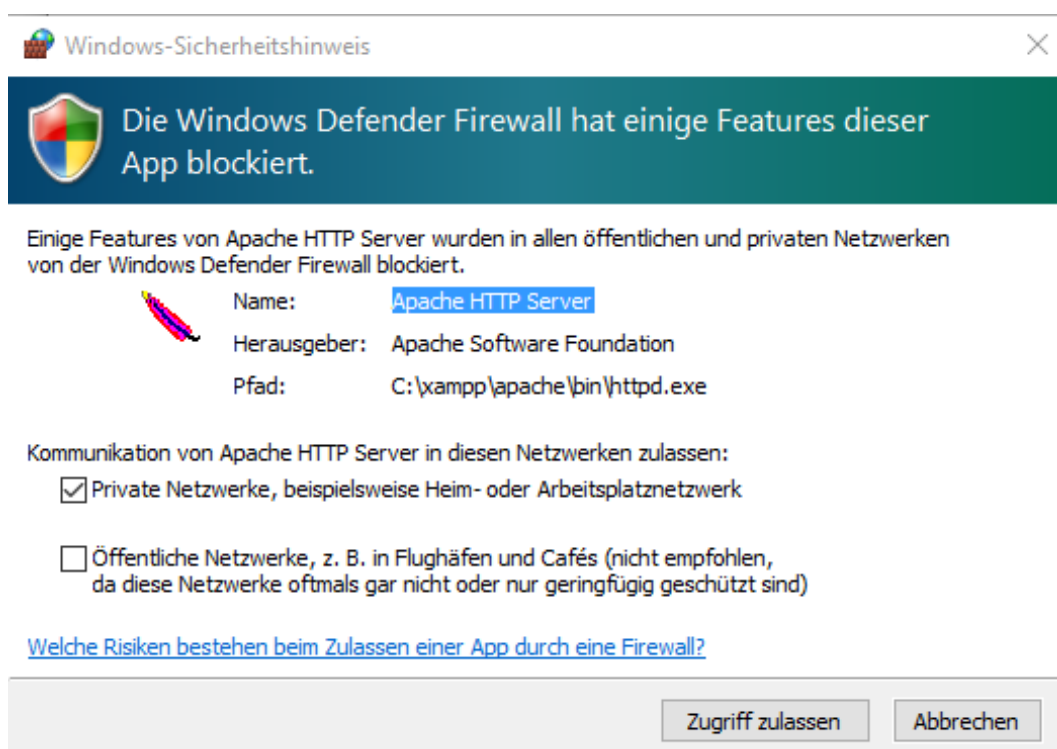 Windows-Sicherheitshinweis
Die Windows Defender Firewall hat einige Features dieser
App blockiert.
Einige Features von Apache HTTP Server wurden in allen öffentlichen und privaten Netzwerken
von der Windows Defender Firewall blockiert.
Name: Apache HTTP Server
Herausgeber: Apache Software Foundation
Pfad: C:\xampp\apache\bin\httpd.exe
Kommunikation von Apache HTTP Server in diesen Netzwerken zulassen:
Private Netzwerke, beispielsweise Heim- oder Arbeitsplatznetzwerk
Öffentliche Netzwerke, z. B. in Flughäfen und Cafés (nicht empfohlen,
da diese Netzwerke oftmals gar nicht oder nur geringfügig geschützt sind)
Welche Risiken bestehen beim Zulassen einer App durch eine Firewall?
Zugriff zulassen Abbrechen